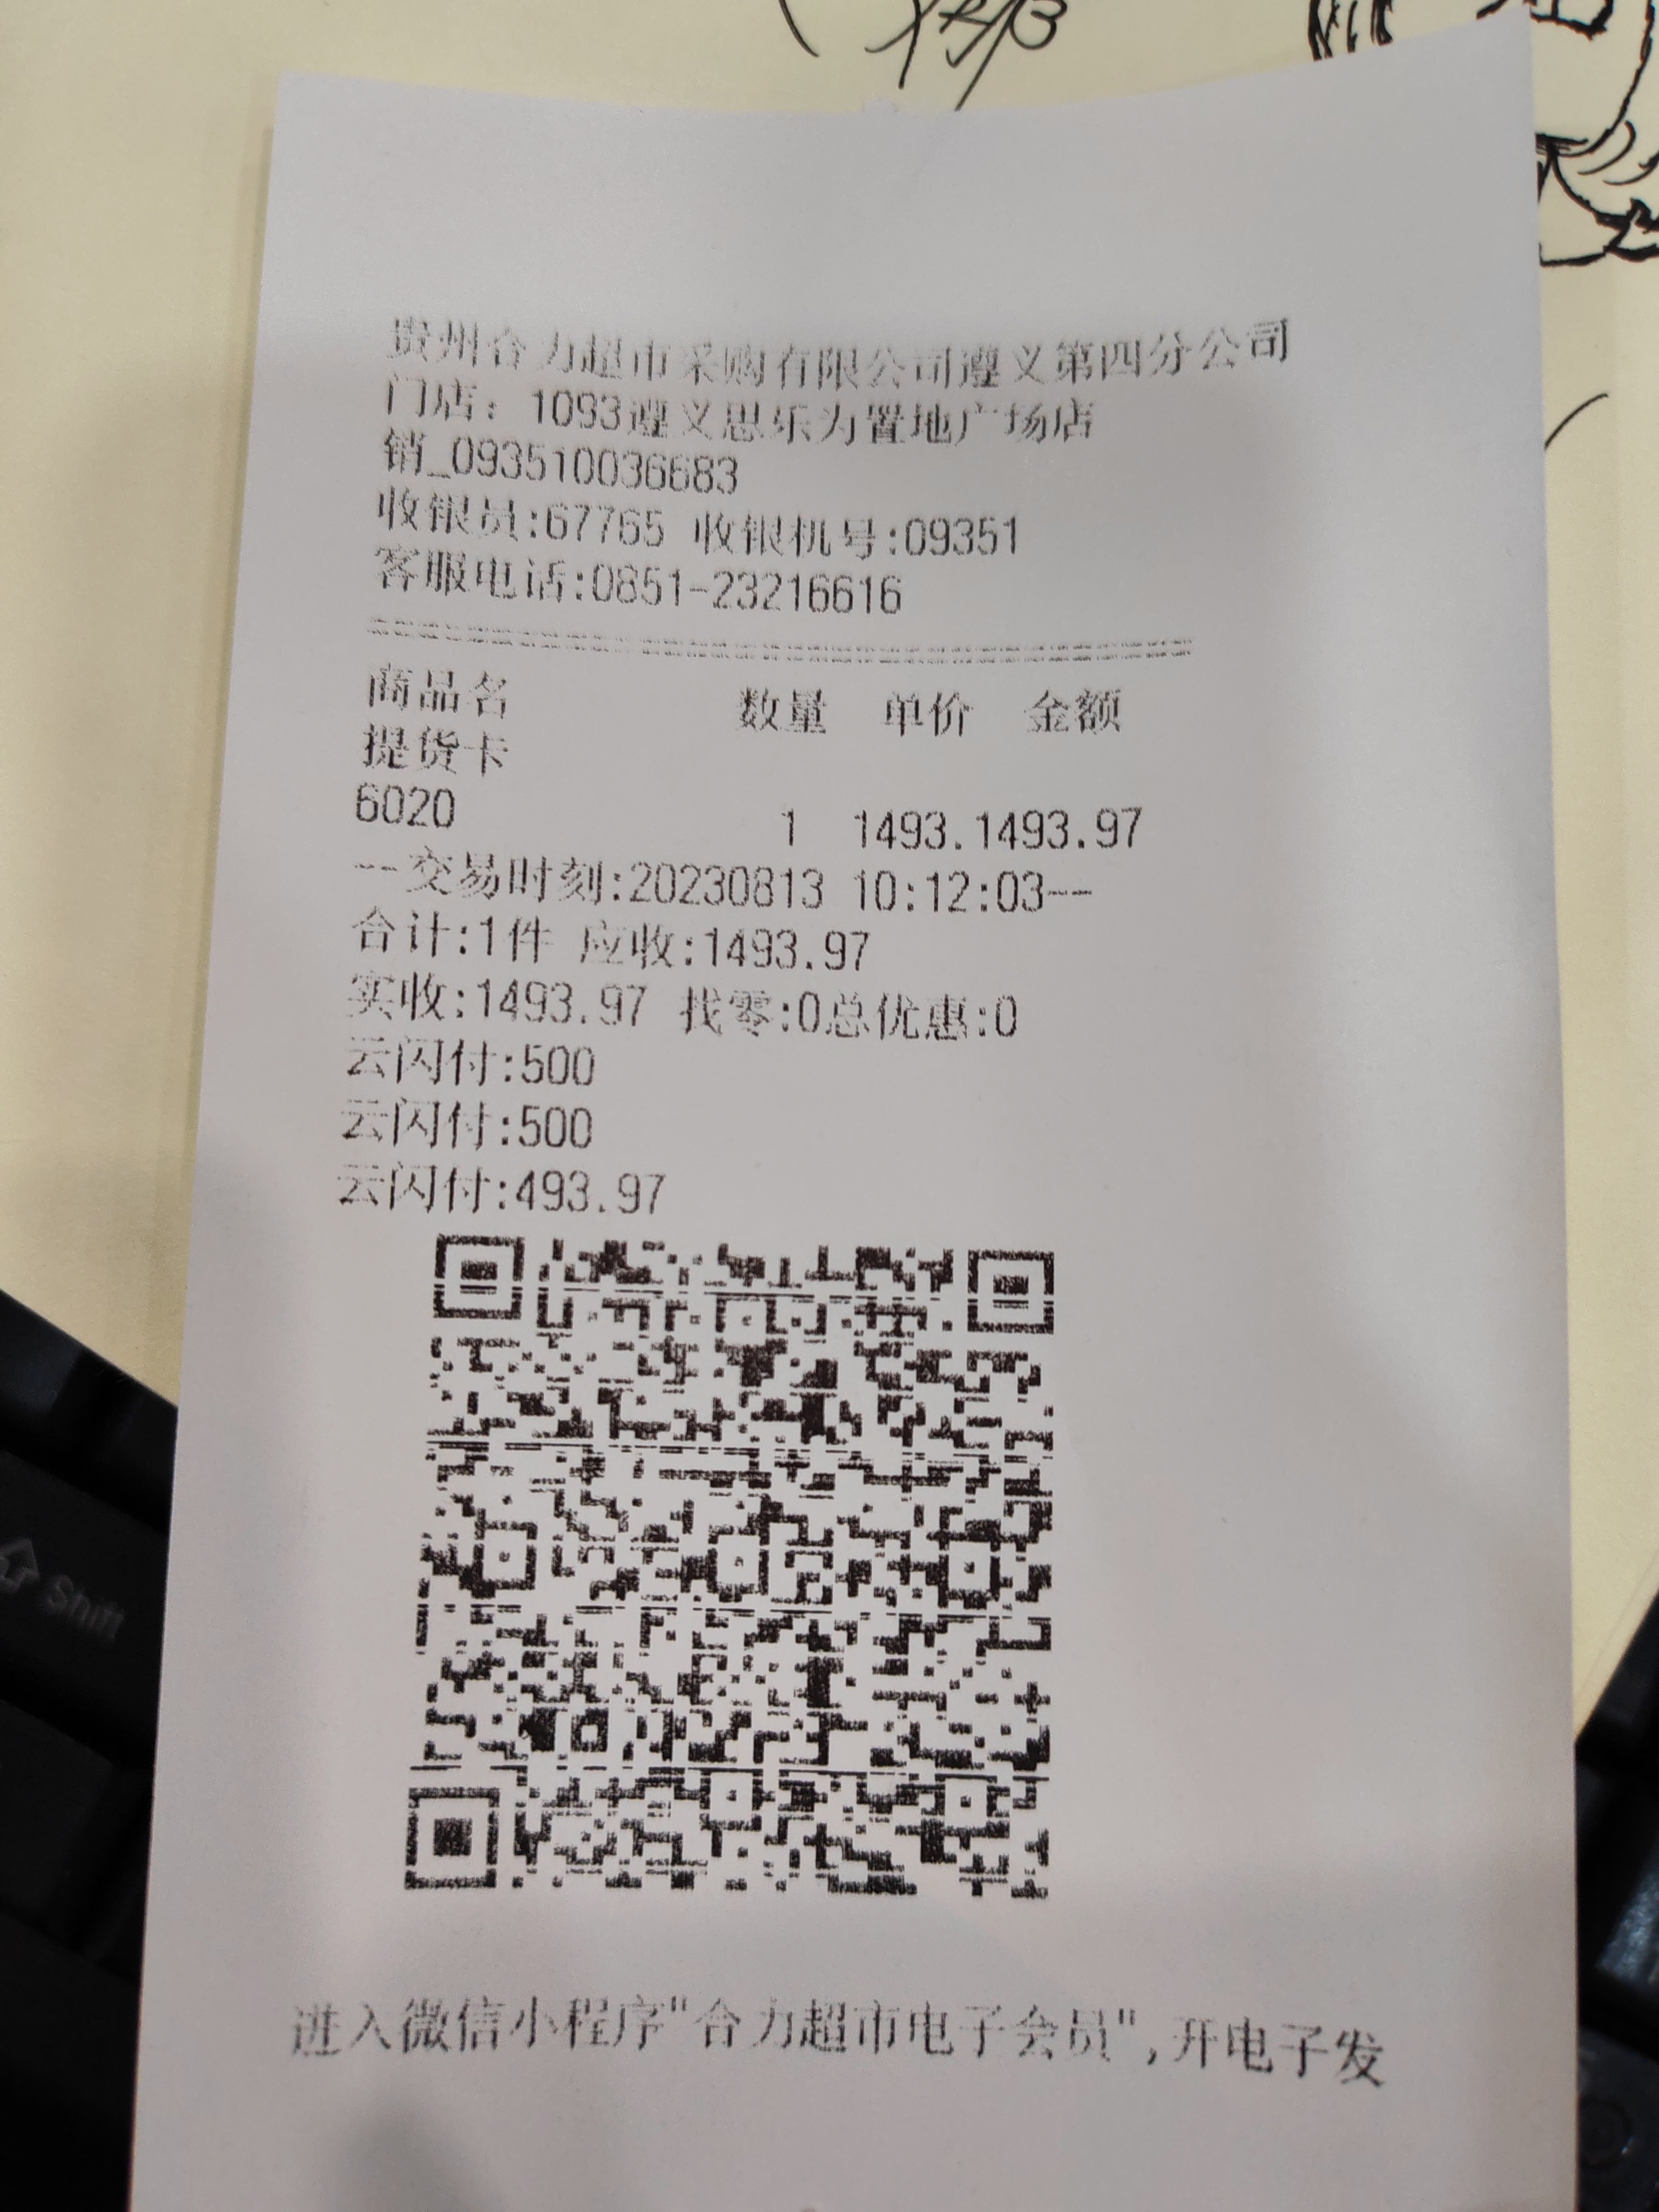 贵州合力超市采购有限公司遵义第四分公司
门店：1093遵义思乐为置地广场店
销_093510036683
收银员:67765 收银机号:09351
客服电话:0851-23216616
商品名 数量 单价 金额
提货卡
6020 1 1493.1493.97
--交易时刻:20230813 10:12:03--
合计:1件 应收:1493.97
实收:1493.97 找零:0总优惠:0
云闪付:500
云闪付:500
云闪付:493.97
进入微信小程序"合力超市电子会员",开电子发
Shift